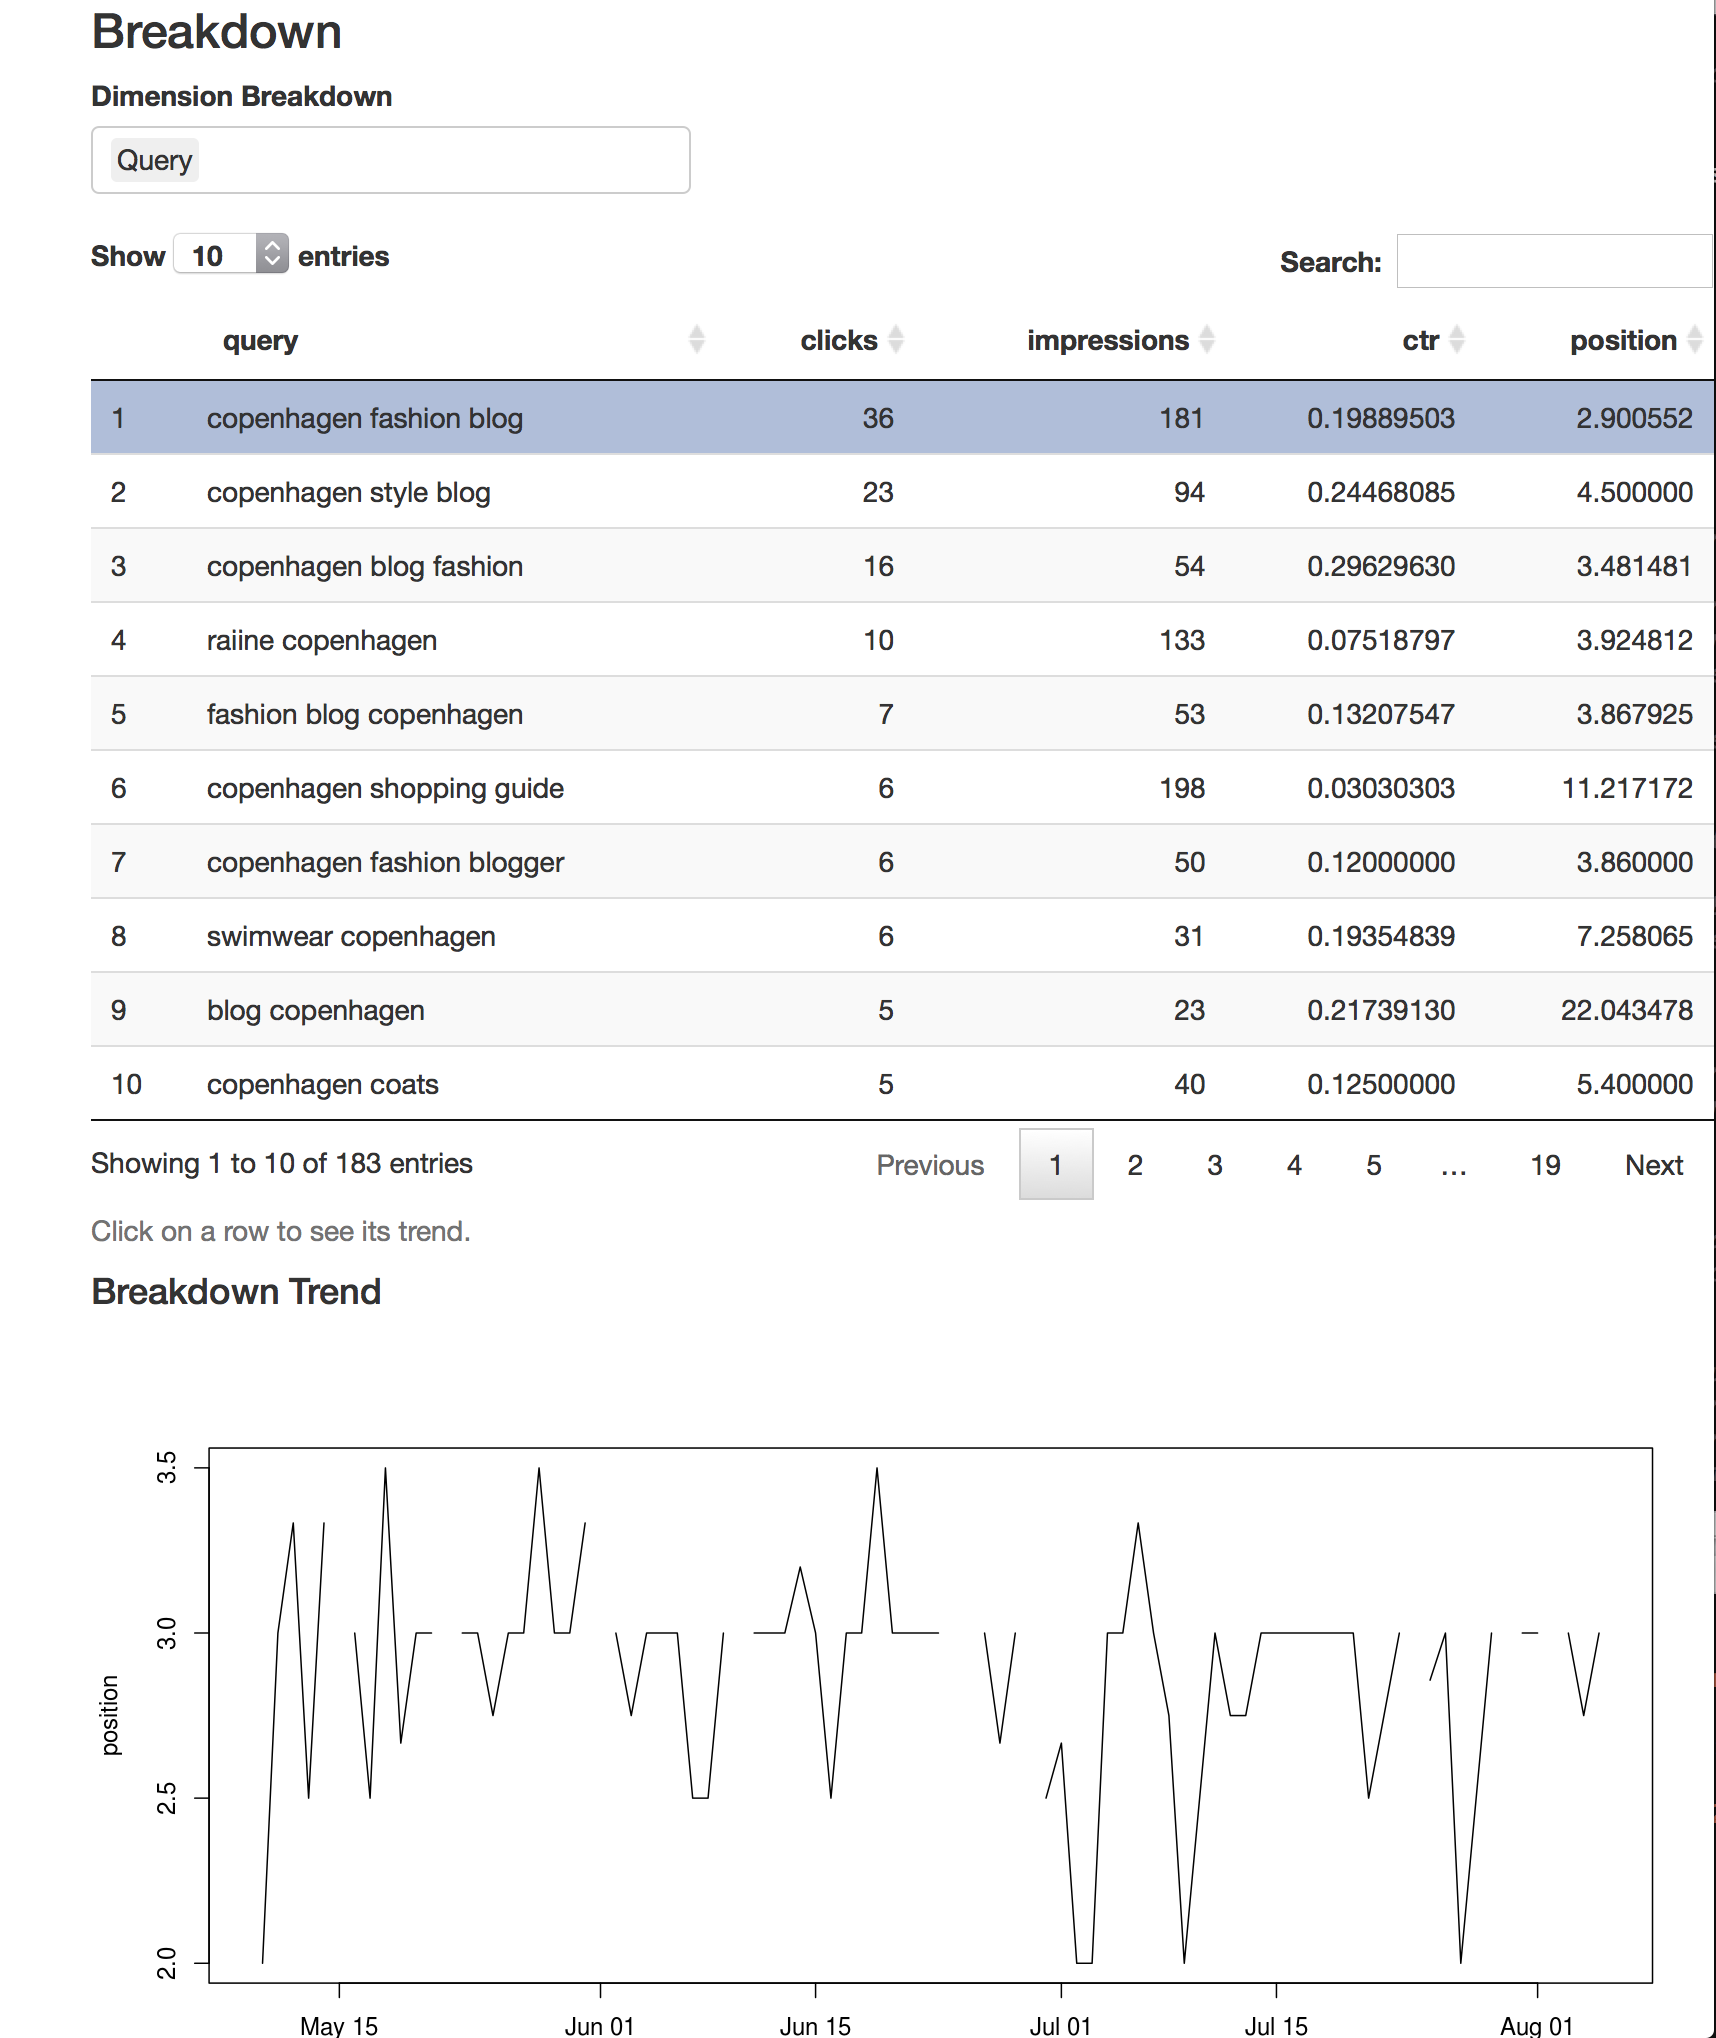 Breakdown
Dimension Breakdown
Query
Show 10 entries Search:
query clicks impressions ctr position
1 copenhagen fashion blog 36 181 0.19889503 2.900552
2 copenhagen style blog 23 94 0.24468085 4.500000
3 copenhagen blog fashion 16 54 0.29629630 3.481481
4 raiine copenhagen 10 133 0.07518797 3.924812
5 fashion blog copenhagen 7 53 0.13207547 3.867925
6 copenhagen shopping guide 6 198 0.03030303 11.217172
7 copenhagen fashion blogger 6 50 0.12000000 3.860000
8 swimwear copenhagen 6 31 0.19354839 7.258065
9 blog copenhagen 5 23 0.21739130 22.043478
10 copenhagen coats 5 40 0.12500000 5.400000
Showing 1 to 10 of 183 entries Previous 1 2 3 4 5 … 19 Next
Click on a row to see its trend.
Breakdown Trend
3.5
3.0
2.5
2.0
position
May 15 Jun 01 Jun 15 Jul 01 Jul 15 Aug 01